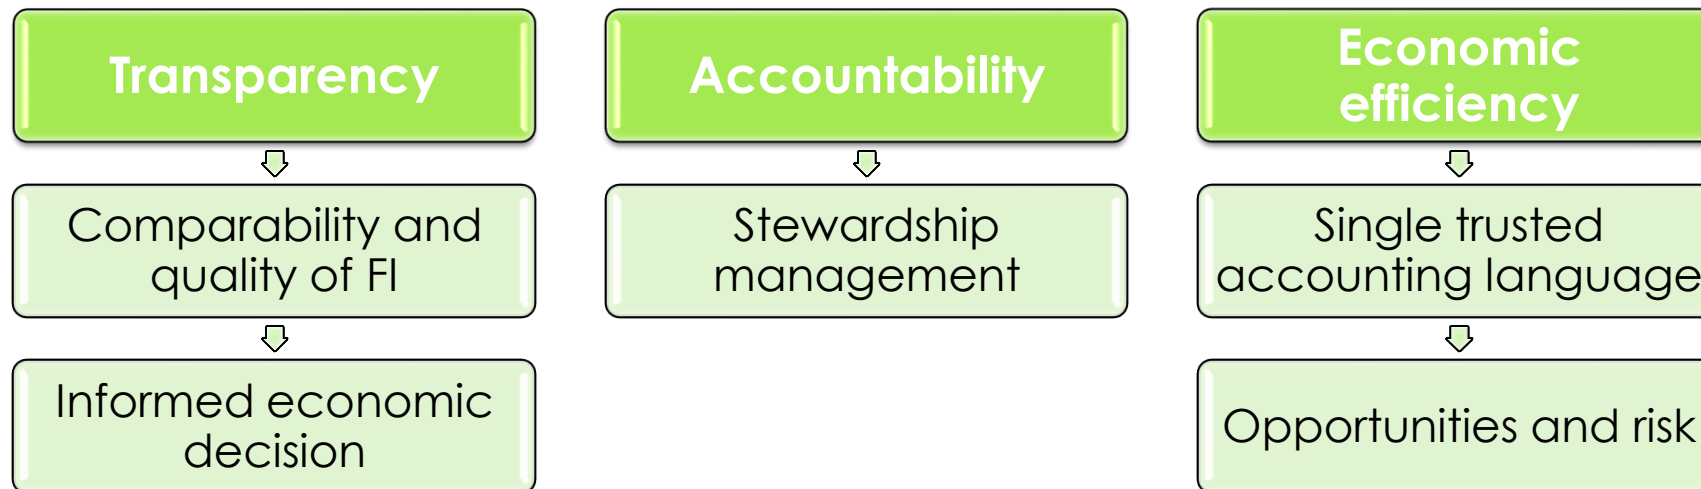 Transparency
Comparability and
quality of FI
Informed economic
decision
Accountability
Stewardship
management
Economic
efficiency
Single trusted
accounting language
Opportunities and risk